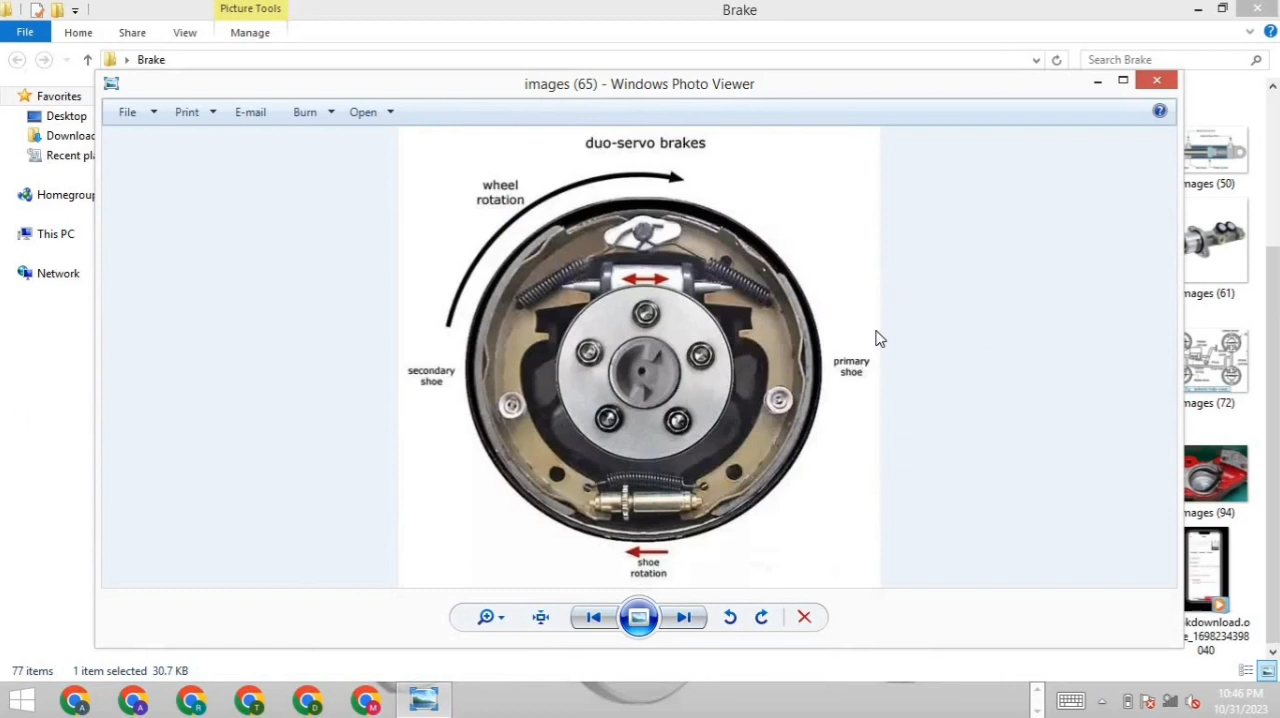 Picture Tools
Brake
File
Home
Share
View
Manage
Brake
Search Brake
images (65) - Windows Photo Viewer
Favorites
Desktop
Downloac
Recent pl
Homegroup
This PC
Network
File
Print
E-mail
Burn
Open
duo-servo brakes
wheel
rotation
secondary
shoe
primary
shoe
shoe
rotation
mages (50)
mages (61)
mages (72)
mages (94)
kdownload.o
e_1698234398
040
77 items
1 item selected 30.7 KB
A
A
R
T
D
M
10:46 PM
10/31/2023